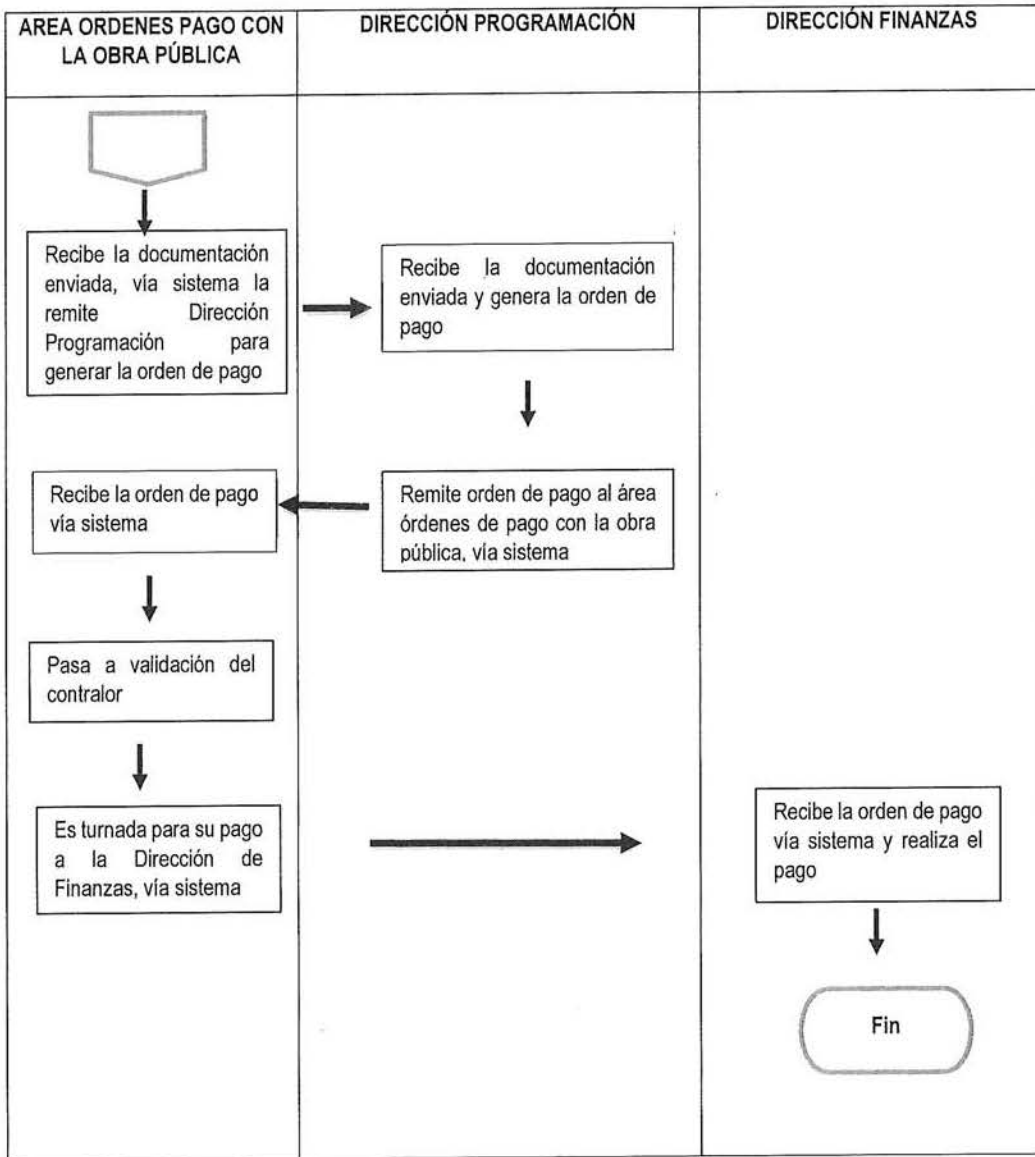 AREA ORDENES PAGO CON
LA OBRA PÚBLICA
DIRECCIÓN PROGRAMACIÓN
DIRECCIÓN FINANZAS
Recibe la documentación
enviada, vía sistema la
remite Dirección
Programación para
generar la orden de pago
Recibe la documentación
enviada y genera la orden de
pago
Recibe la orden de pago
vía sistema
Remite orden de pago al área
órdenes de pago con la obra
pública, vía sistema
Pasa a validación del
contralor
Es turnada para su pago
a la Dirección de
Finanzas, vía sistema
Recibe la orden de pago
vía sistema y realiza el
pago
Fin